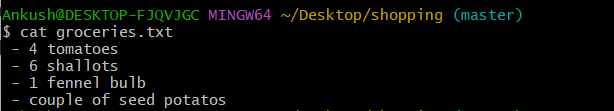 Ankush@DESKTOP-FJQVJGC MINGW64 ~/Desktop/shopping (master)
$ cat groceries.txt
- 4 tomatoes
- 6 shallots
- 1 fennel bulb
- couple of seed potatos